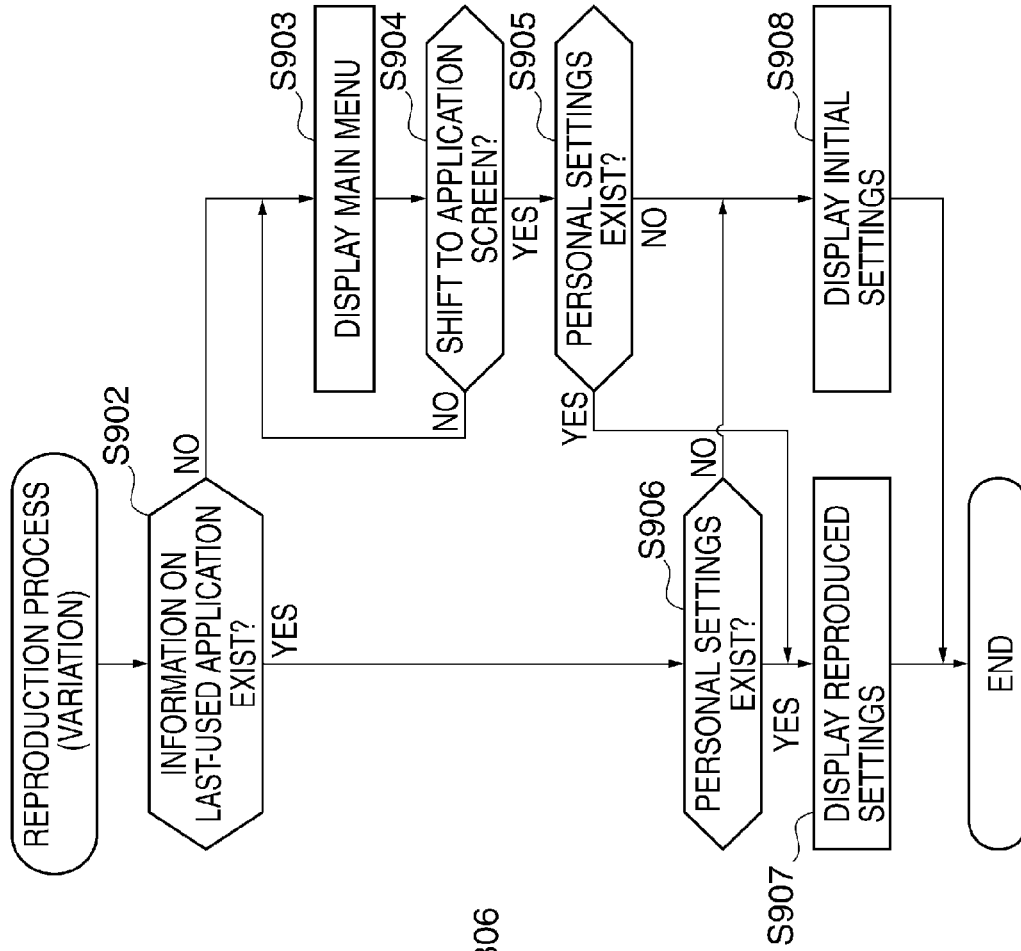 REPRODUCTION PROCESS
(VARIATION)
S902
INFORMATION ON
LAST-USED APPLICATION
EXIST?
NO
YES
S903
DISPLAY MAIN MENU
S904
SHIFT TO APPLICATION
SCREEN?
NO
YES
S905
PERSONAL SETTINGS
EXIST?
YES
NO
S906
PERSONAL SETTINGS
EXIST?
NO
YES
S907
DISPLAY REPRODUCED
SETTINGS
S908
DISPLAY INITIAL
SETTINGS
END